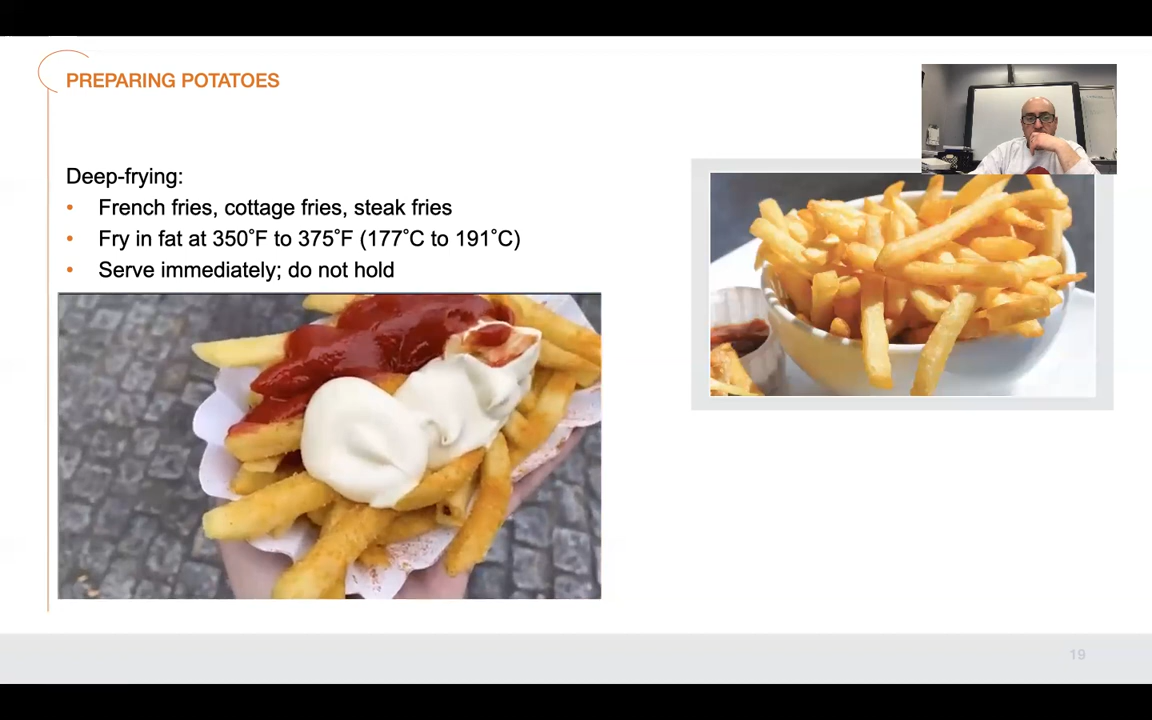 PREPARING POTATOES
Deep-frying:
• French fries, cottage fries, steak fries
• Fry in fat at 350˚F to 375˚F (177˚C to 191˚C)
• Serve immediately; do not hold
19